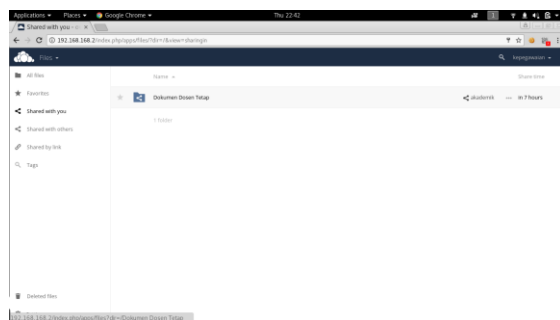 Applications Places Google Chrome Thu 22:42 1
Shared with you - o
192.168.168.2/index.php/apps/files/?dir=/&view=sharingin
Files kepegawaian
All files Name Share time
Favorites Dokumen Dosen Tetap akademik ... in 7 hours
Shared with you
1 folder
Shared with others
Shared by link
Tags
Deleted files
192.168.168.2/index.php/apps/files?dir=/Dokumen Dosen Tetap